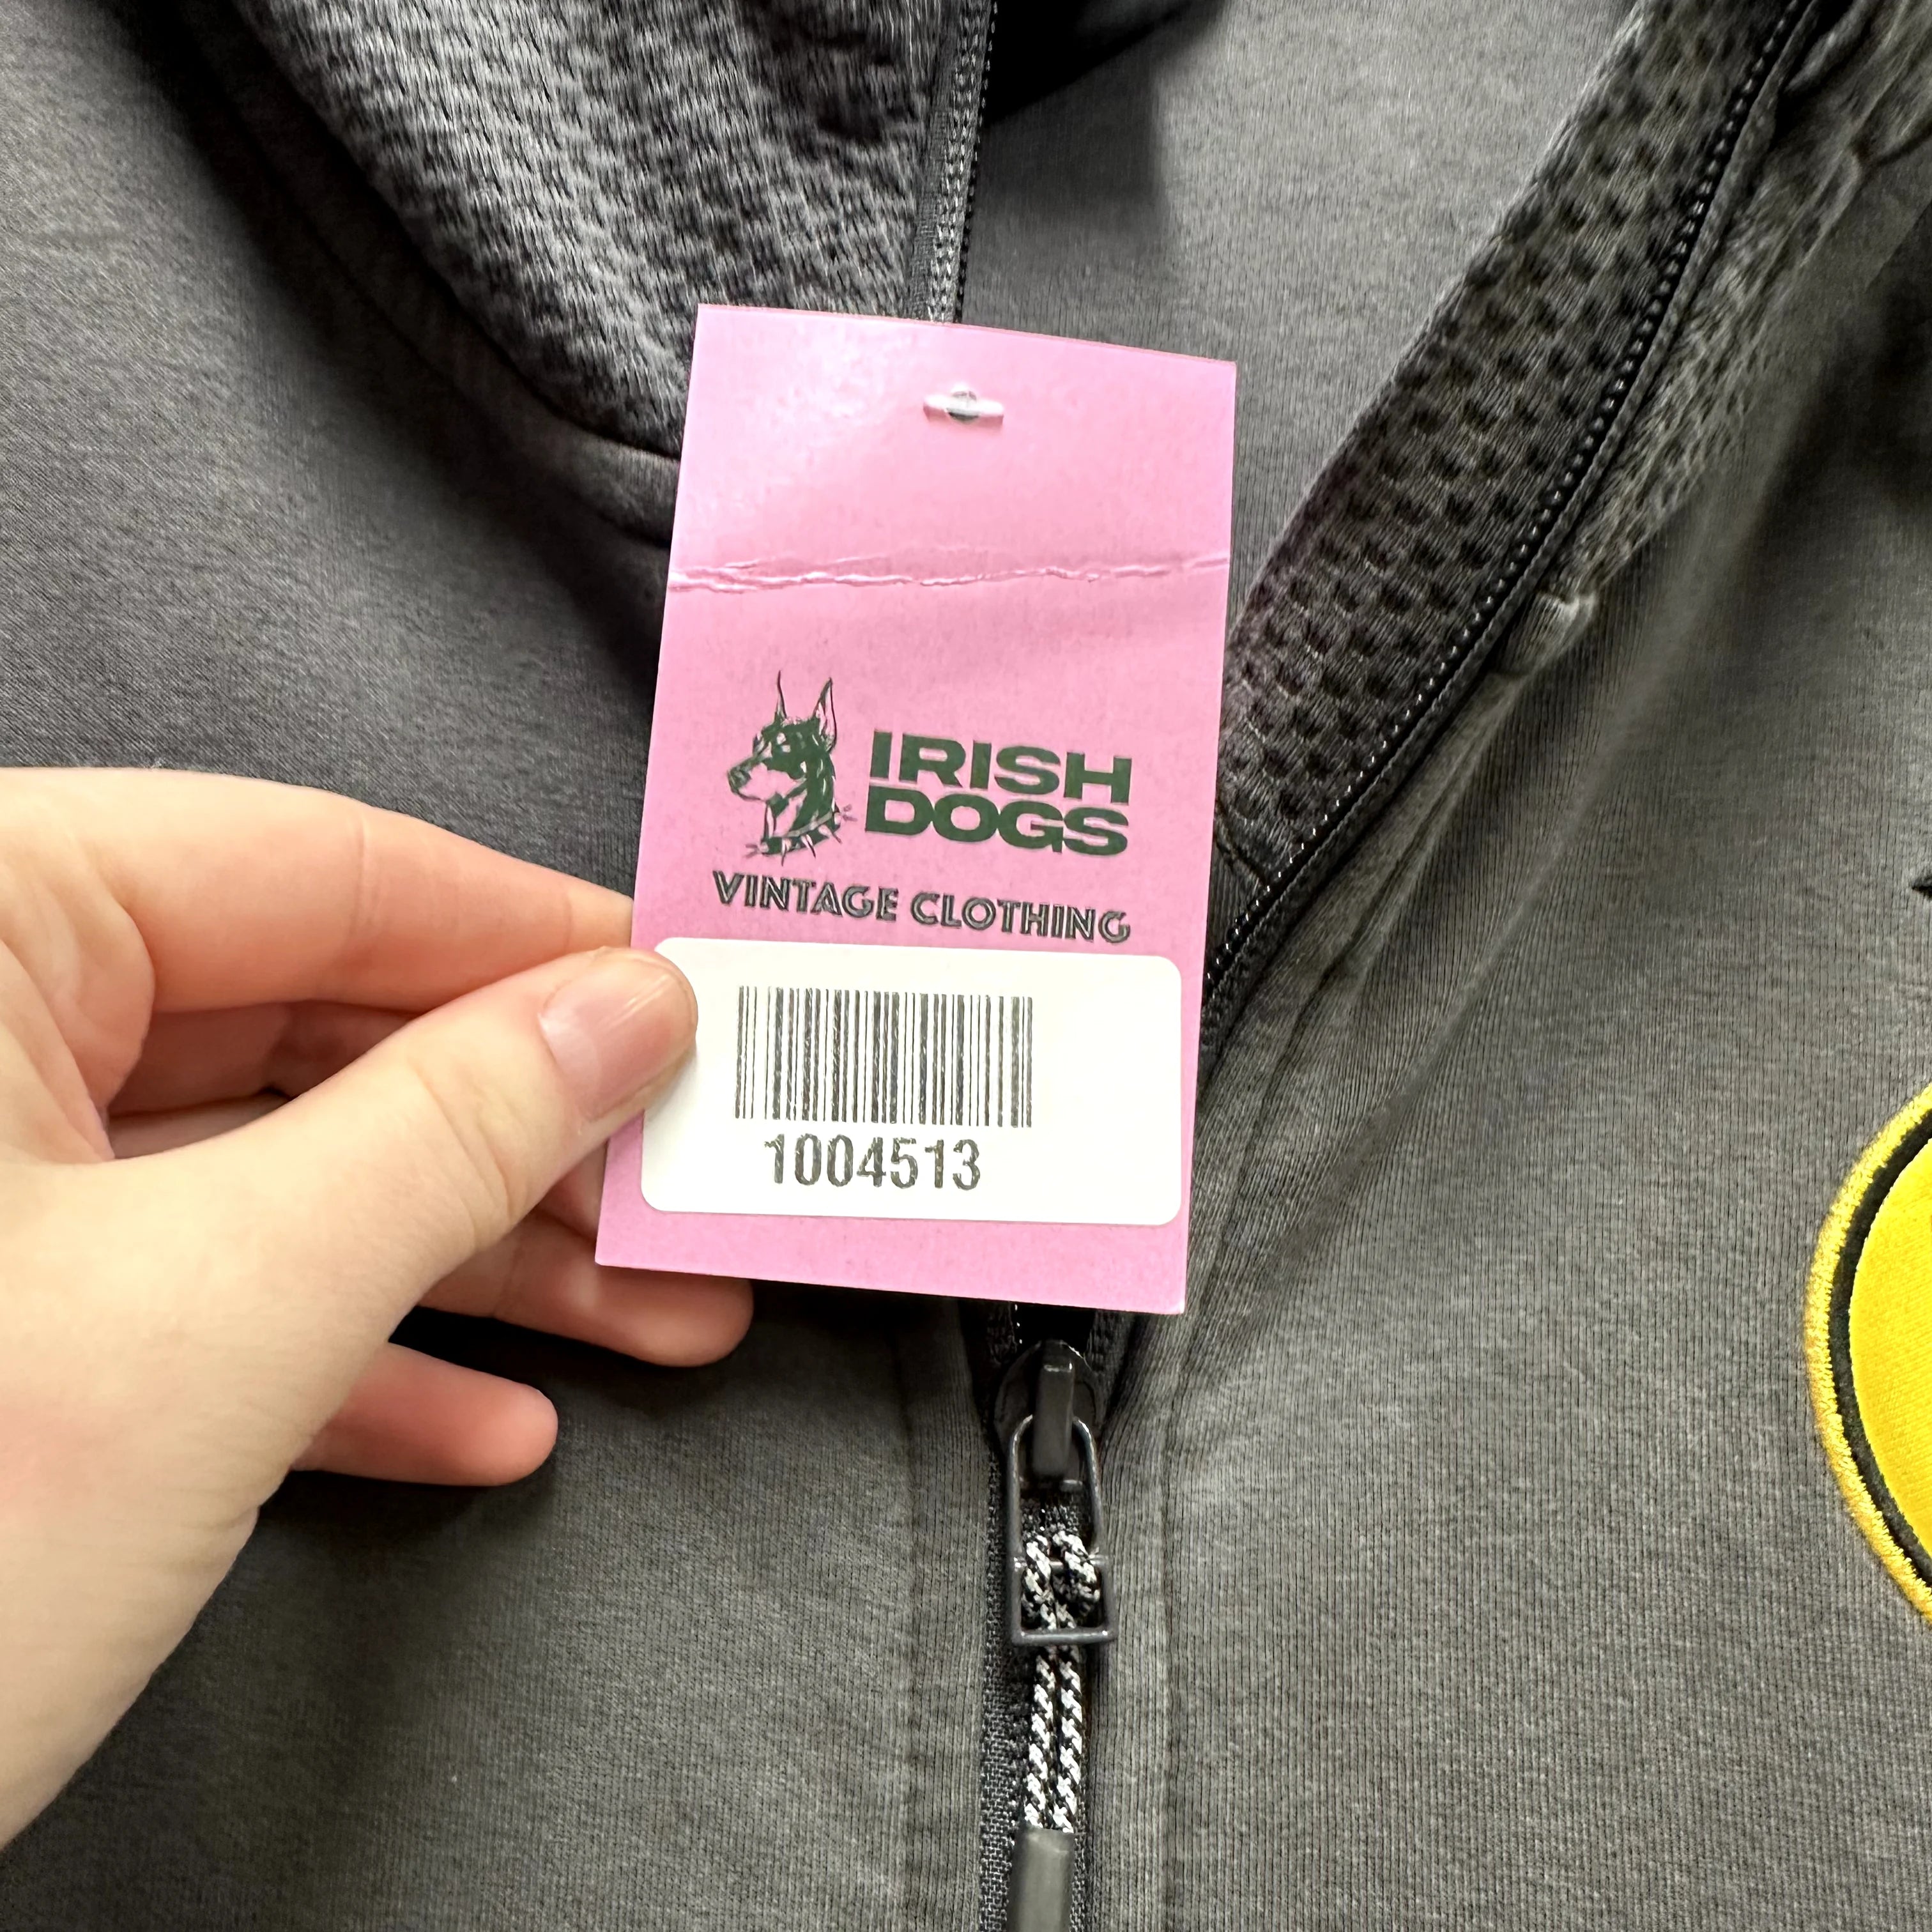 IRISH
DOGS
VINTAGE CLOTHING
1004513